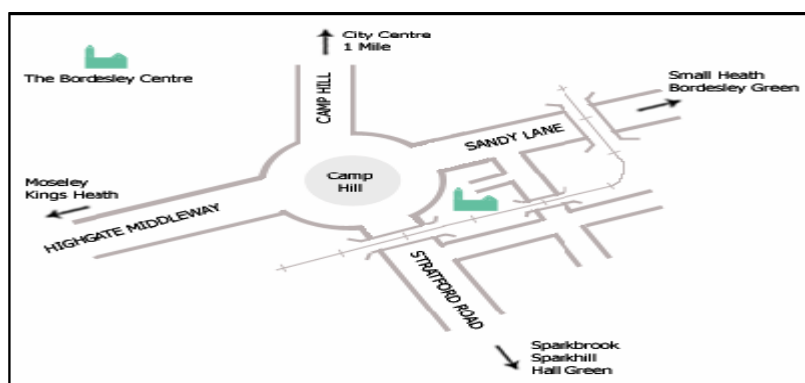 City Centre
1 Mile
The Bordesley Centre
CAMP HILL
Small Heath
Bordesley Green
SANDY LANE
Camp
Hill
Moseley
Kings Heath
HIGHGATE MIDDLEWAY
STRATFORD ROAD
Sparkbrook
Sparkhill
Hall Green